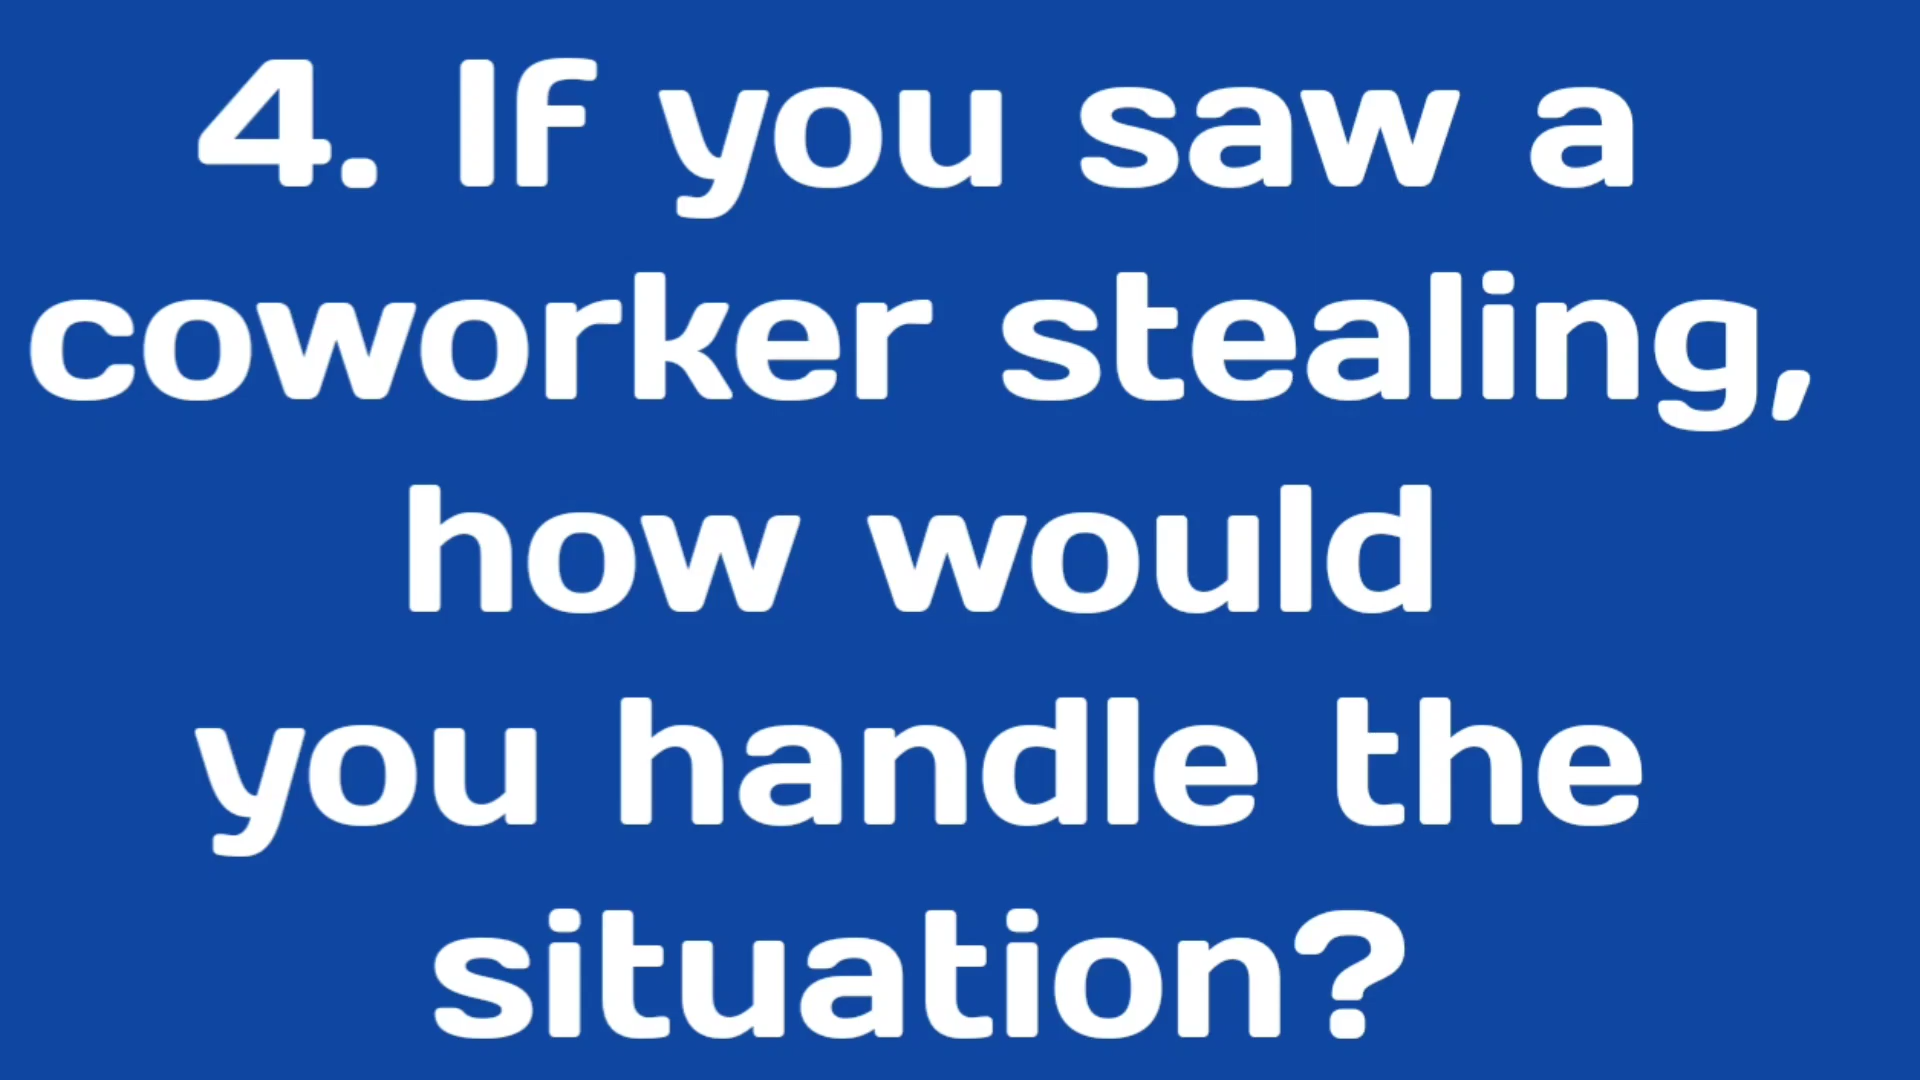 4. If you saw a
coworker stealing,
how would
you handle the
situation?